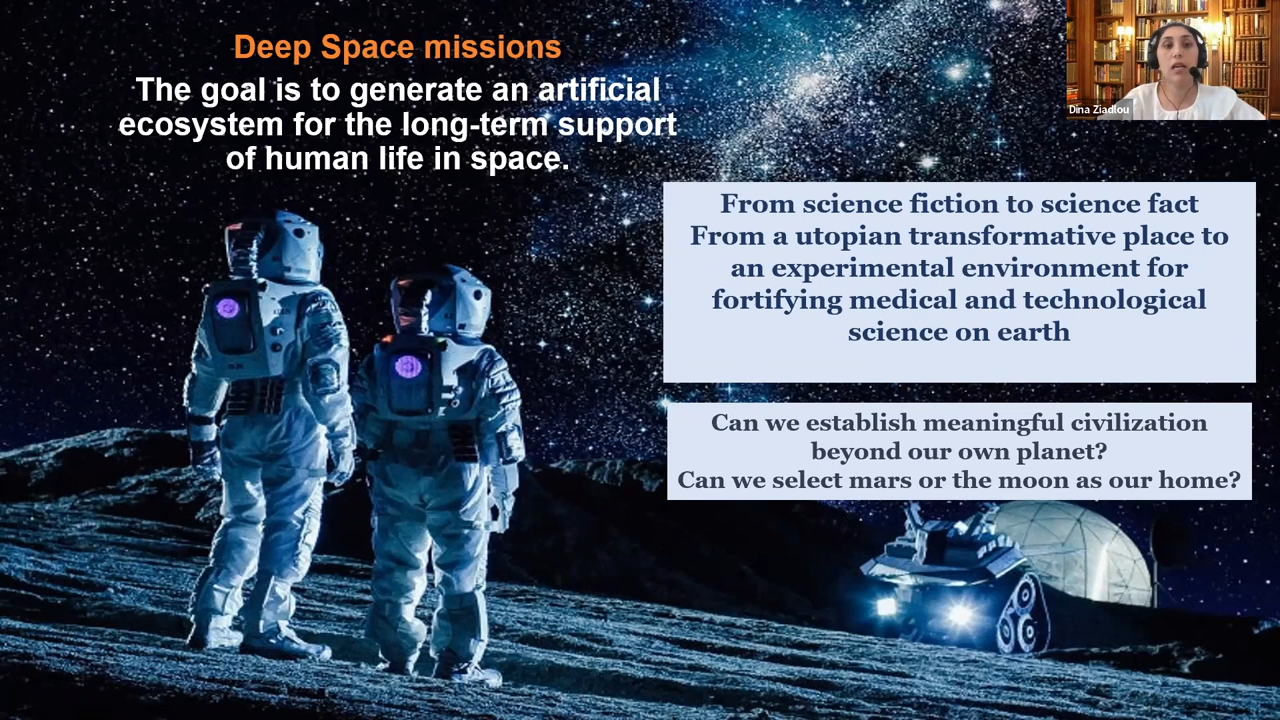 Deep Space missions
The goal is to generate an artificial
ecosystem for the long-term support
of human life in space.
Dina Ziadlou
From science fiction to science fact
From a utopian transformative place to
an experimental environment for
fortifying medical and technological
science on earth
Can we establish meaningful civilization
beyond our own planet?
Can we select mars or the moon as our home?